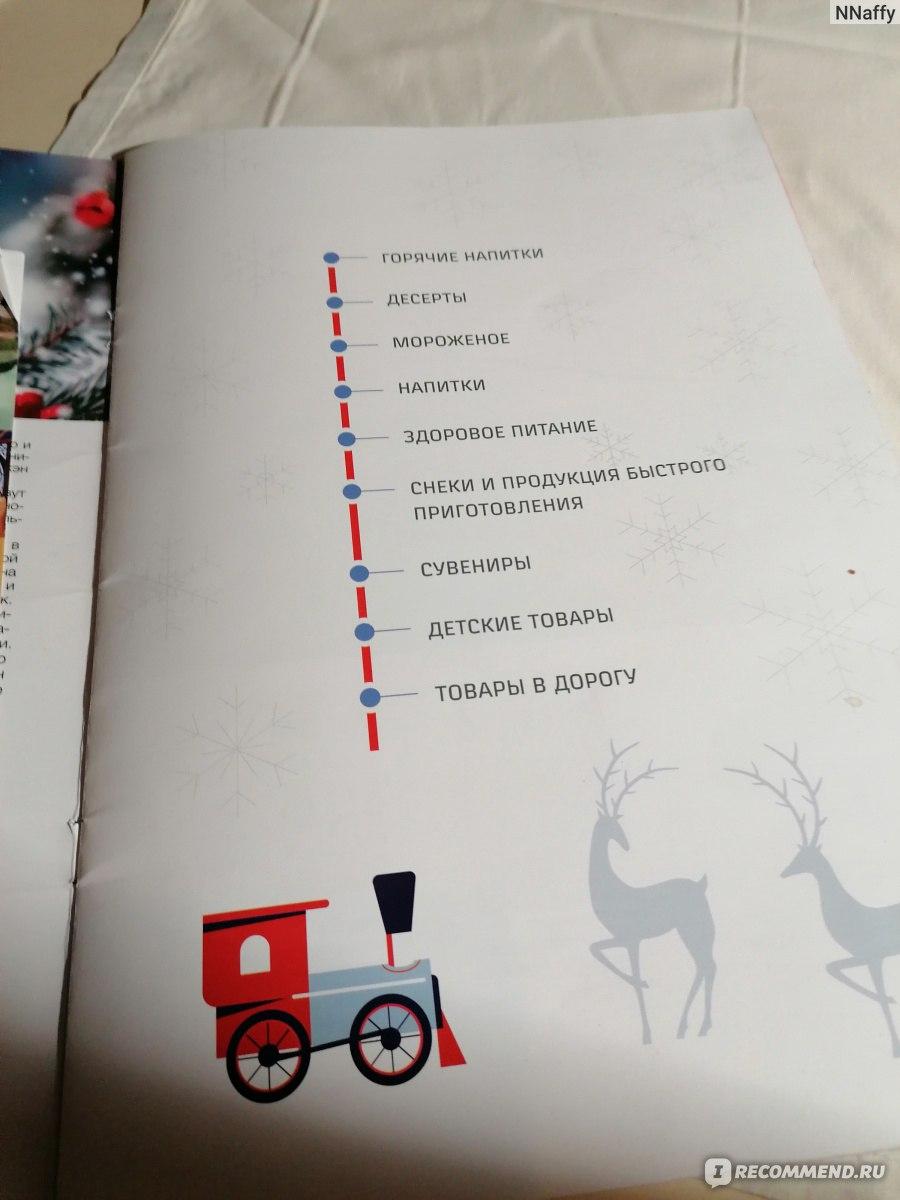 NNaffy
ГОРЯЧИЕ НАПИТКИ
ДЕСЕРТЫ
МОРОЖЕНОЕ
НАПИТКИ
ЗДОРОВОЕ ПИТАНИЕ
СНЕКИ И ПРОДУКЦИЯ БЫСТРОГО
ПРИГОТОВЛЕНИЯ
СУВЕНИРЫ
ДЕТСКИЕ ТОВАРЫ
ТОВАРЫ В ДОРОГУ
RECOMMEND.RU